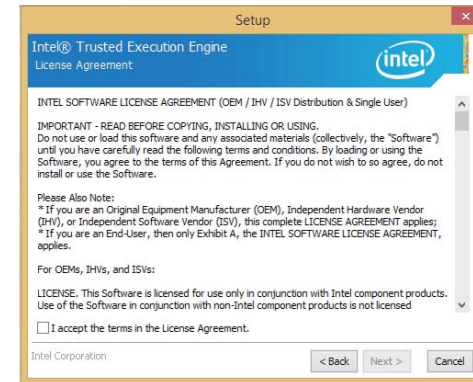 Setup
Intel® Trusted Execution Engine
License Agreement
intel
INTEL SOFTWARE LICENSE AGREEMENT (OEM / IHV / ISV Distribution & Single User)
IMPORTANT - READ BEFORE COPYING, INSTALLING OR USING.
Do not use or load this software and any associated materials (collectively, the "Software")
until you have carefully read the following terms and conditions. By loading or using the
Software, you agree to the terms of this Agreement. If you do not wish to so agree, do not
install or use the Software.
Please Also Note:
* If you are an Original Equipment Manufacturer (OEM), Independent Hardware Vendor
(IHV), or Independent Software Vendor (ISV), this complete LICENSE AGREEMENT applies;
* If you are an End-User, then only Exhibit A, the INTEL SOFTWARE LICENSE AGREEMENT,
applies.
For OEMs, IHVs, and ISVs:
LICENSE. This Software is licensed for use only in conjunction with Intel component products.
Use of the Software in conjunction with non-Intel component products is not licensed
I accept the terms in the License Agreement.
Intel Corporation
< Back
Next >
Cancel